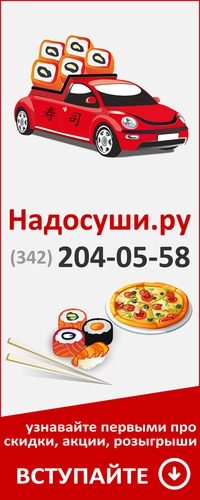 寿司
Надосуши.ру
(342) 204-05-58
узнавайте первыми про
скидки, акции, розыгрыши
ВСТУПАЙТЕ